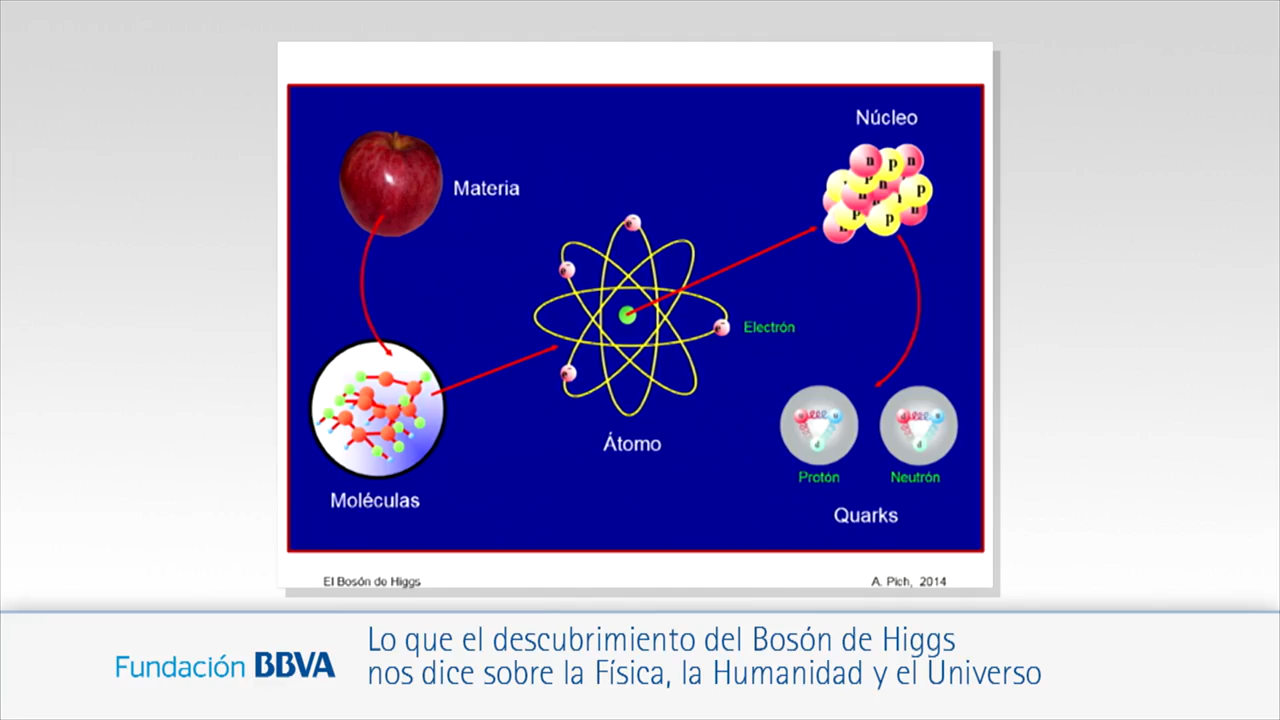 Núcleo
Materia
n
p
n
p
n
p
n
p
n
p
n
e⁻
Electrón
Átomo
Moléculas
u
u
d
d
u
d
Protón
Neutrón
Quarks
El Bosón de Higgs
A. Pich, 2014
Lo que el descubrimiento del Bosón de Higgs
nos dice sobre la Física, la Humanidad y el Universo
Fundación BBVA